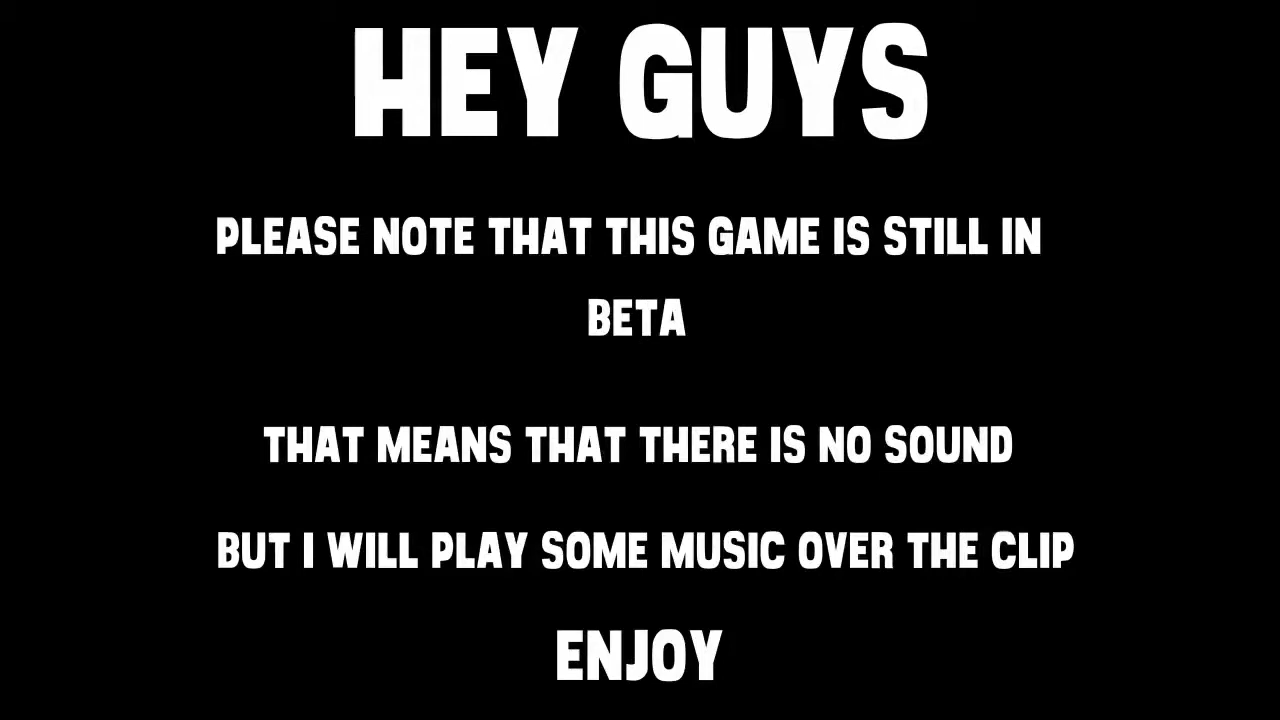 HEY GUYS
PLEASE NOTE THAT THIS GAME IS STILL IN
BETA
THAT MEANS THAT THERE IS NO SOUND
BUT I WILL PLAY SOME MUSIC OVER THE CLIP
ENJOY